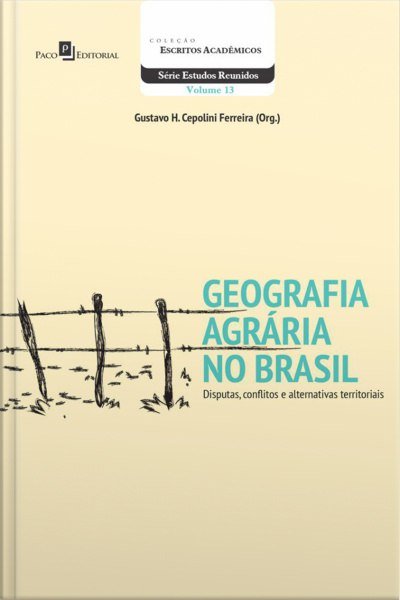 PACO EDITORIAL
COLEÇÃO
ESCRITOS ACADÊMICOS
Série Estudos Reunidos
Volume 13
Gustavo H. Cepolini Ferreira (Org.)
GEOGRAFIA
AGRÁRIA
NO BRASIL
Disputas, conflitos e alternativas territoriais